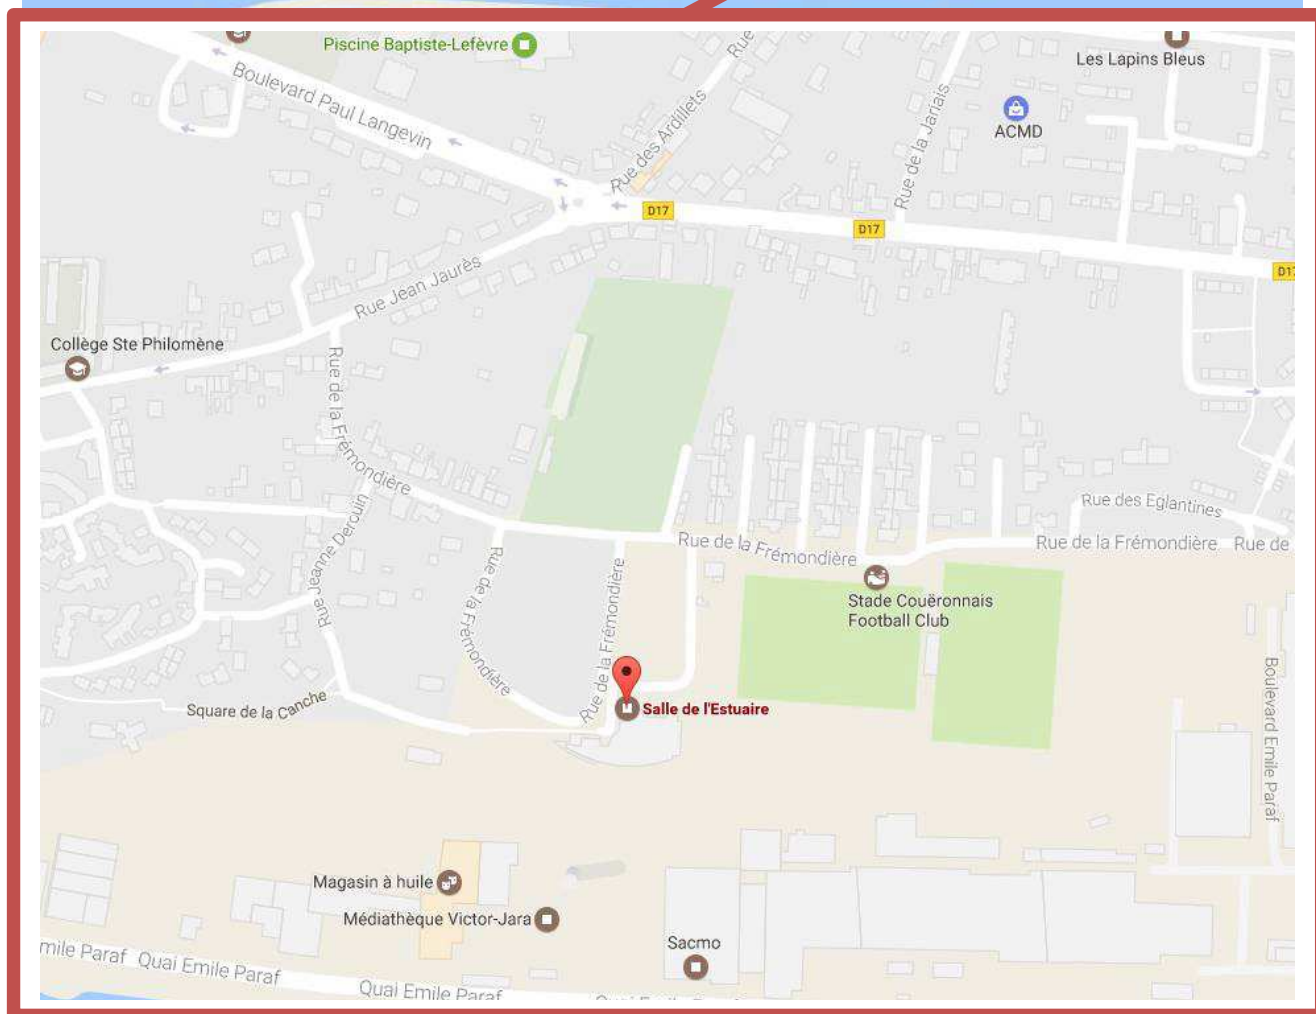 Piscine Baptiste-Lefèvre
Rue
Les Lapins Bleus
Boulevard Paul Langevin
Rue des Ardillets
Rue de la Jarlais
ACMD
D17
D17
D17
Rue Jean Jaurès
Collège Ste Philomène
Rue de la Frémondière
Rue Jeanne Derouin
Rue des Eglantines
Rue de la Frémondière
Rue de la Frémondière
Rue de
Rue de la Frémondière
Rue de la Frémondière
Stade Couëronnais
Football Club
Square de la Canche
Salle de l'Estuaire
Boulevard Emile Paraf
Magasin à huile
Médiathèque Victor-Jara
Sacmo
mile Paraf
Quai Emile Paraf
Quai Emile Paraf